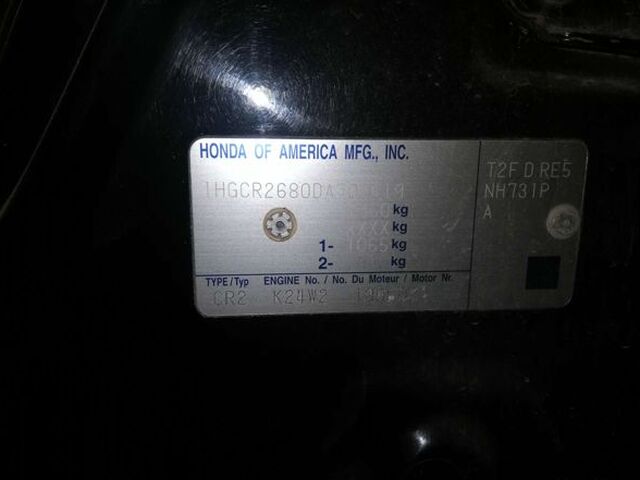 HONDA OF AMERICA MFG., INC.
T2F D RE5
NH731P
A
kg
kg
1- 1065 kg
2- kg
TYPE/Typ ENGINE No. / No. Du Moteur / Motor Nr.
CR2 K24W2